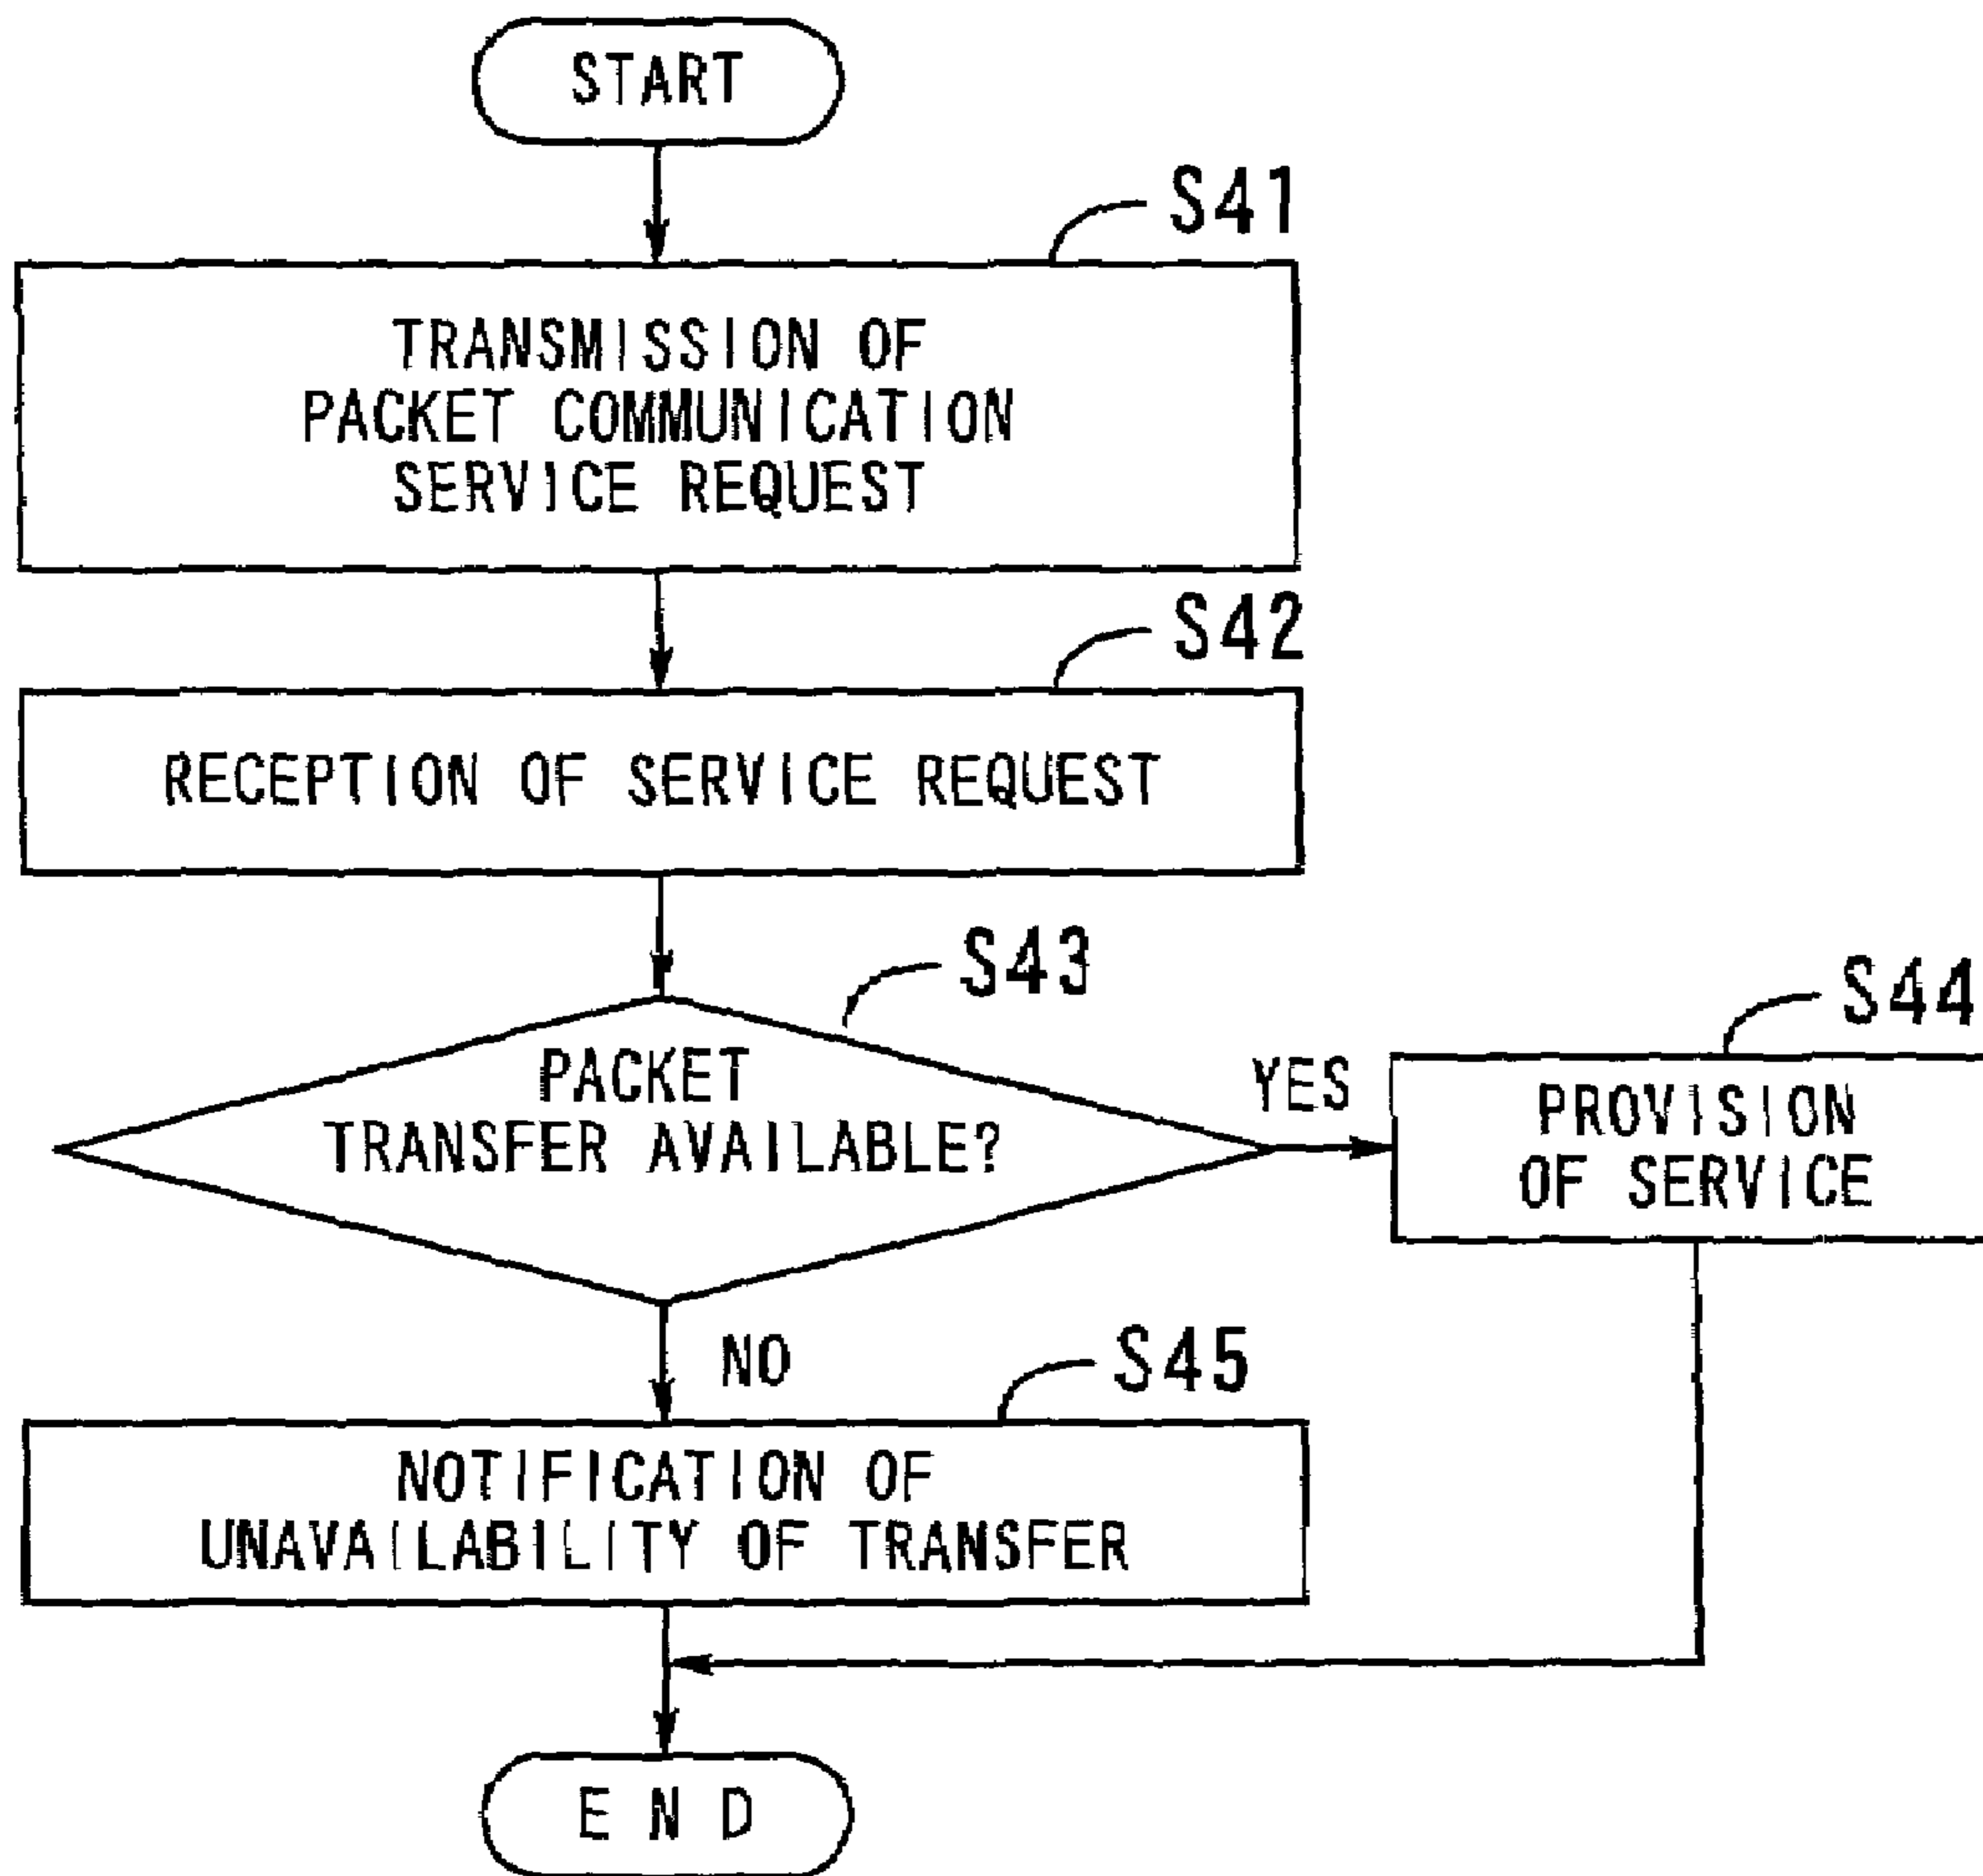 START
S41
TRANSMISSION OF
PACKET COMMUNICATION
SERVICE REQUEST
S42
RECEPTION OF SERVICE REQUEST
S43
PACKET
TRANSFER AVAILABLE?
YES
S44
PROVISION
OF SERVICE
NO
S45
NOTIFICATION OF
UNAVAILABILITY OF TRANSFER
END